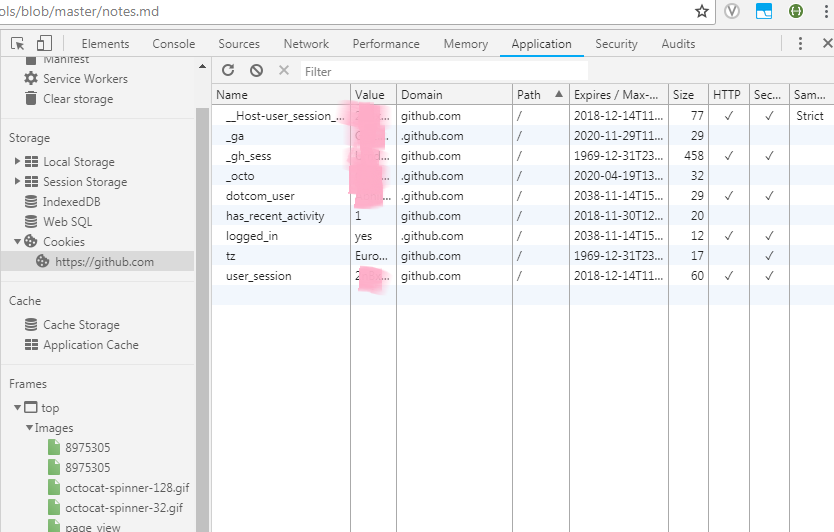 ols/blob/master/notes.md
Elements Console Sources Network Performance Memory Application Security Audits
Manifest
Service Workers
Clear storage
Storage
Local Storage
Session Storage
IndexedDB
Web SQL
Cookies
https://github.com
Cache
Cache Storage
Application Cache
Frames
top
Images
8975305
8975305
octocat-spinner-128.gif
octocat-spinner-32.gif
page_view
Filter
Name Value Domain Path ▲ Expires / Max-... Size HTTP Sec... Sam...
__Host-user_session_... github.com / 2018-12-14T11... 77 ✓ ✓ Strict
_ga .github.com / 2020-11-29T11... 29
_gh_sess .github.com / 1969-12-31T23... 458 ✓ ✓
_octo .github.com / 2020-04-19T13... 32
dotcom_user .github.com / 2038-11-14T15... 29 ✓ ✓
has_recent_activity 1 github.com / 2018-11-30T12... 20
logged_in yes .github.com / 2038-11-14T15... 12 ✓ ✓
tz Euro... github.com / 1969-12-31T23... 17 ✓
user_session github.com / 2018-12-14T11... 60 ✓ ✓